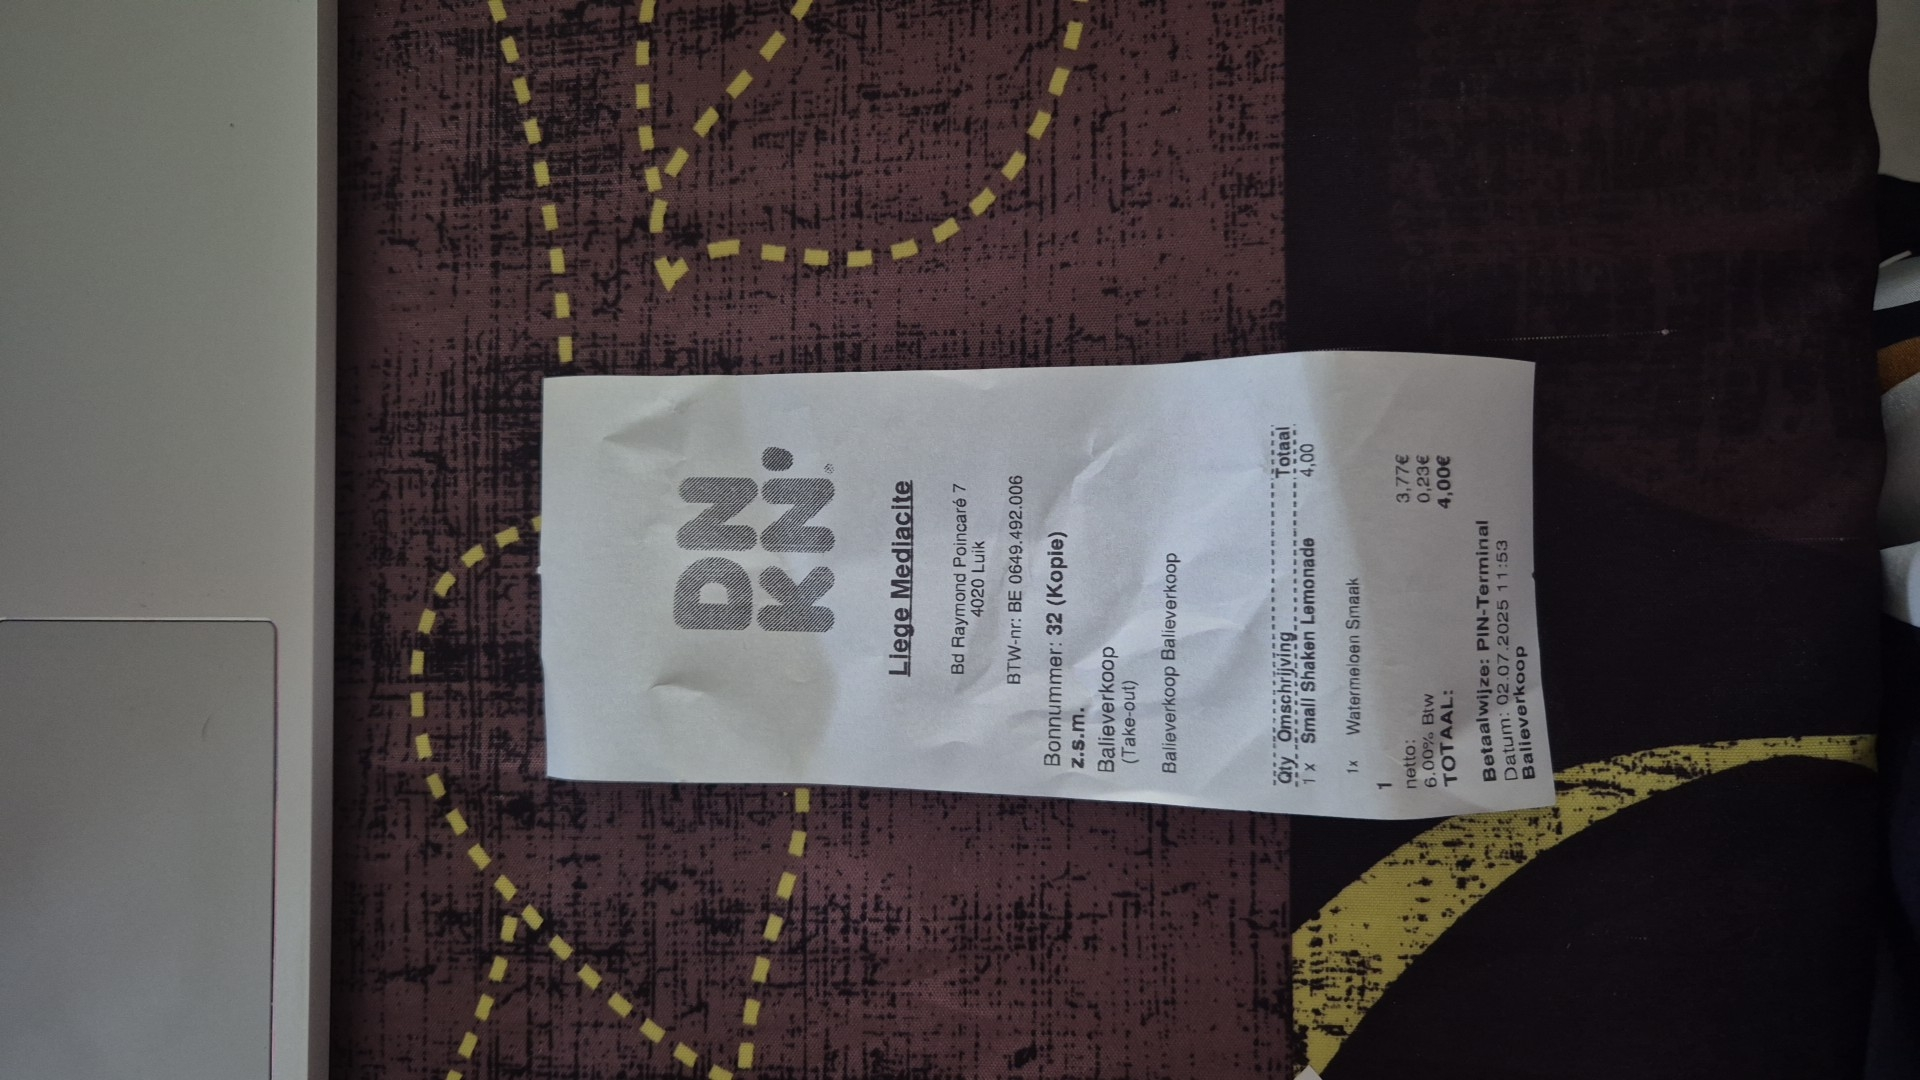 DN
KN®
Liege Mediacite
Bd Raymond Poincaré 7
4020 Luik
BTW-nr: BE 0649.492.006
Bonnummer: 32 (Kopie)
z.s.m.
Balieverkoop
(Take-out)
Balieverkoop Balieverkoop
Qty Omschrijving Totaal
1 x Small Shaken Lemonade 4,00
1x Watermeloen Smaak
1
netto: 3,77€
6.00% Btw 0,23€
TOTAAL: 4,00€
Betaalwijze: PIN-Terminal
Datum: 02.07.2025 11:53
Balieverkoop